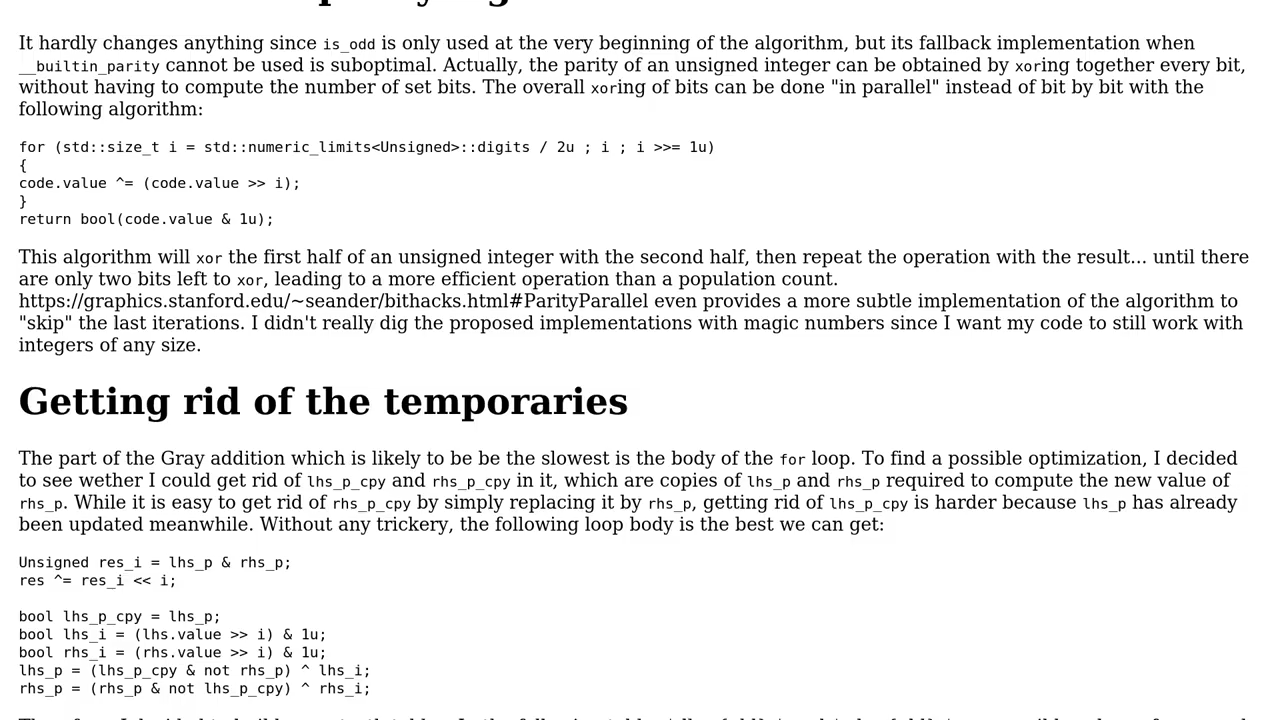 It hardly changes anything since is_odd is only used at the very beginning of the algorithm, but its fallback implementation when
__builtin_parity cannot be used is suboptimal. Actually, the parity of an unsigned integer can be obtained by xoring together every bit,
without having to compute the number of set bits. The overall xoring of bits can be done "in parallel" instead of bit by bit with the
following algorithm:
for (std::size_t i = std::numeric_limits<Unsigned>::digits / 2u ; i ; i >>= 1u)
{
code.value ^= (code.value >> i);
}
return bool(code.value & 1u);
This algorithm will xor the first half of an unsigned integer with the second half, then repeat the operation with the result... until there
are only two bits left to xor, leading to a more efficient operation than a population count.
https://graphics.stanford.edu/~seander/bithacks.html#ParityParallel even provides a more subtle implementation of the algorithm to
"skip" the last iterations. I didn't really dig the proposed implementations with magic numbers since I want my code to still work with
integers of any size.
Getting rid of the temporaries
The part of the Gray addition which is likely to be be the slowest is the body of the for loop. To find a possible optimization, I decided
to see wether I could get rid of lhs_p_cpy and rhs_p_cpy in it, which are copies of lhs_p and rhs_p required to compute the new value of
rhs_p. While it is easy to get rid of rhs_p_cpy by simply replacing it by rhs_p, getting rid of lhs_p_cpy is harder because lhs_p has already
been updated meanwhile. Without any trickery, the following loop body is the best we can get:
Unsigned res_i = lhs_p & rhs_p;
res ^= res_i << i;
bool lhs_p_cpy = lhs_p;
bool lhs_i = (lhs.value >> i) & 1u;
bool rhs_i = (rhs.value >> i) & 1u;
lhs_p = (lhs_p_cpy & not rhs_p) ^ lhs_i;
rhs_p = (rhs_p & not lhs_p_cpy) ^ rhs_i;